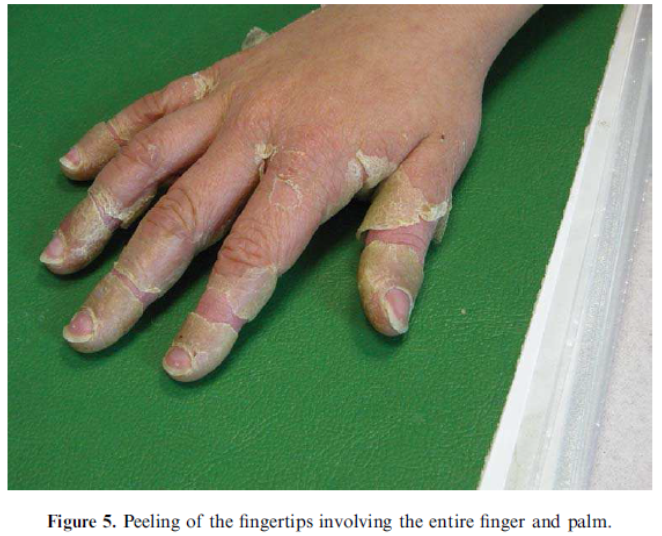 Figure 5. Peeling of the fingertips involving the entire finger and palm.